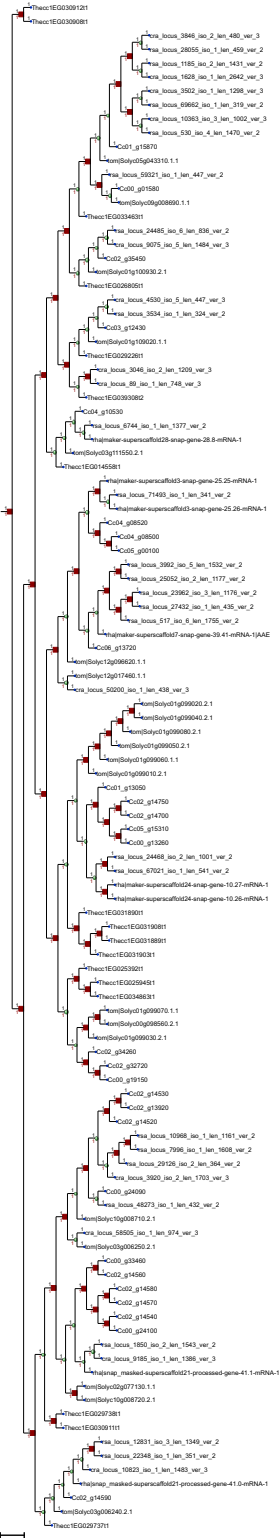 Thecc1EG030912t1
Thecc1EG030908t1
cra_locus_3846_iso_2_len_480_ver_3
rsa_locus_28055_iso_1_len_459_ver_2
rsa_locus_1185_iso_2_len_1431_ver_2
cra_locus_1628_iso_1_len_2642_ver_3
cra_locus_3502_iso_1_len_1298_ver_3
rsa_locus_69662_iso_1_len_319_ver_2
cra_locus_10363_iso_3_len_1002_ver_3
rsa_locus_530_iso_4_len_1470_ver_2
Cc01_g15870
tom|Solyc05g043310.1.1
rsa_locus_59321_iso_1_len_447_ver_2
Cc00_g01580
tom|Solyc09g008690.1.1
Thecc1EG033463t1
rsa_locus_24485_iso_6_len_836_ver_2
cra_locus_9075_iso_5_len_1484_ver_3
Cc02_g35450
tom|Solyc01g100930.2.1
Thecc1EG026805t1
cra_locus_4530_iso_5_len_447_ver_3
rsa_locus_3534_iso_1_len_324_ver_2
Cc03_g12430
tom|Solyc01g109020.1.1
Thecc1EG029226t1
cra_locus_3046_iso_2_len_1209_ver_3
cra_locus_89_iso_1_len_748_ver_3
Thecc1EG039308t2
Cc04_g10530
rsa_locus_6744_iso_1_len_1377_ver_2
rha|maker-superscaffold28-snap-gene-28.8-mRNA-1
tom|Solyc03g111550.2.1
Thecc1EG014558t1
rha|maker-superscaffold3-snap-gene-25.25-mRNA-1
rsa_locus_71493_iso_1_len_341_ver_2
rha|maker-superscaffold3-snap-gene-25.26-mRNA-1
Cc04_g08520
Cc04_g08500
Cc05_g00100
rsa_locus_3992_iso_5_len_1532_ver_2
rsa_locus_25052_iso_2_len_1177_ver_2
cra_locus_23962_iso_3_len_1176_ver_2
rsa_locus_27432_iso_1_len_435_ver_2
rsa_locus_517_iso_6_len_1755_ver_2
rha|maker-superscaffold7-snap-gene-39.41-mRNA-1|AAE
Cc06_g13720
tom|Solyc12g096620.1.1
tom|Solyc12g017460.1.1
cra_locus_50200_iso_1_len_438_ver_3
tom|Solyc01g099020.2.1
tom|Solyc01g099040.2.1
tom|Solyc01g099080.2.1
tom|Solyc01g099050.2.1
tom|Solyc01g099060.1.1
tom|Solyc01g099010.2.1
Cc01_g13050
Cc02_g14750
Cc02_g14700
Cc05_g15310
Cc00_g13260
rsa_locus_24468_iso_2_len_1001_ver_2
rsa_locus_67021_iso_1_len_541_ver_2
rha|maker-superscaffold24-snap-gene-10.27-mRNA-1
rha|maker-superscaffold24-snap-gene-10.26-mRNA-1
Thecc1EG031890t1
Thecc1EG031908t1
Thecc1EG031889t1
Thecc1EG031903t1
Thecc1EG025392t1
Thecc1EG025945t1
Thecc1EG034863t1
tom|Solyc01g099070.1.1
tom|Solyc00g098560.2.1
tom|Solyc01g099030.2.1
Cc02_g34260
Cc02_g32720
Cc00_g19150
Cc02_g14530
Cc02_g13920
Cc02_g14520
rsa_locus_10968_iso_1_len_1161_ver_2
rsa_locus_7996_iso_1_len_1608_ver_2
rsa_locus_29126_iso_2_len_364_ver_2
cra_locus_3920_iso_2_len_1703_ver_3
Cc00_g24090
rsa_locus_48273_iso_1_len_432_ver_2
tom|Solyc10g008710.2.1
cra_locus_58505_iso_1_len_974_ver_3
tom|Solyc03g006250.2.1
Cc00_g33460
Cc02_g14560
Cc02_g14580
Cc02_g14570
Cc02_g14540
Cc00_g24100
rsa_locus_1850_iso_2_len_1543_ver_2
cra_locus_9185_iso_1_len_1386_ver_3
rha|snap_masked-superscaffold21-processed-gene-41.1-mRNA-1
tom|Solyc02g077130.1.1
tom|Solyc10g008720.2.1
Thecc1EG029738t1
Thecc1EG030911t1
rsa_locus_12831_iso_3_len_1349_ver_2
rsa_locus_22348_iso_1_len_351_ver_2
cra_locus_10823_iso_1_len_1483_ver_3
rha|snap_masked-superscaffold21-processed-gene-41.0-mRNA-1
Cc02_g14590
tom|Solyc03g006240.2.1
Thecc1EG029737t1